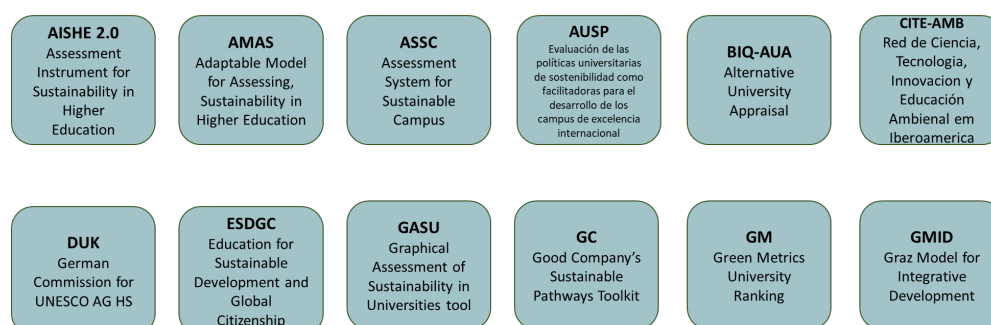 AISHE 2.0
Assessment
Instrument for
Sustainability in
Higher
Education
AMAS
Adaptable Model
for Assessing,
Sustainability in
Higher Education
ASSC
Assessment
System for
Sustainable
Campus
AUSP
Evaluación de las
políticas universitarias
de sostenibilidad como
facilitadoras para el
desarrollo de los
campus de excelencia
internacional
BIQ-AUA
Alternative
University
Appraisal
CITE-AMB
Red de Ciencia,
Tecnologia,
Innovacion y
Educación
Ambienal em
Iberoamerica
DUK
German
Commission for
UNESCO AG HS
ESDGC
Education for
Sustainable
Development and
Global
Citizenship
GASU
Graphical
Assessment of
Sustainability in
Universities tool
GC
Good Company’s
Sustainable
Pathways Toolkit
GM
Green Metrics
University
Ranking
GMID
Graz Model for
Integrative
Development